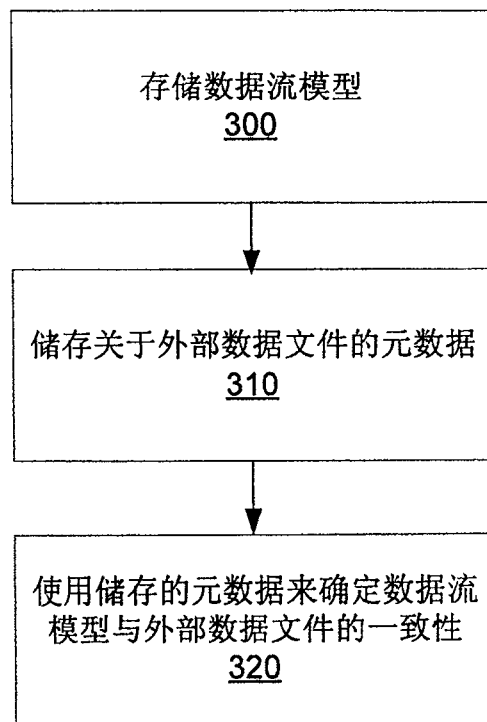 存储数据流模型
300
储存关于外部数据文件的元数据
310
使用储存的元数据来确定数据流
模型与外部数据文件的一致性
320